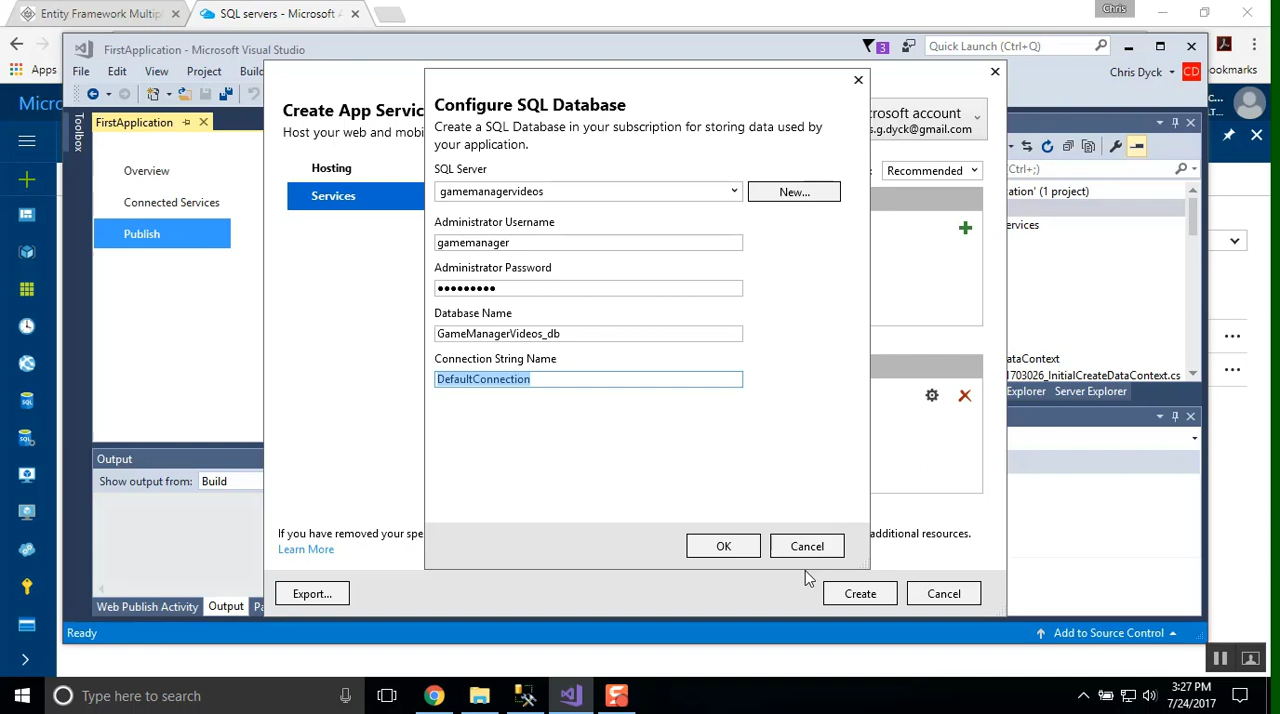 Entity Framework Multip
SQL servers - Microsoft A
Chris
Apps
ookmarks
FirstApplication - Microsoft Visual Studio
3
Quick Launch (Ctrl+Q)
File Edit View Project Buil
Chris Dyck CD
Micro
FirstApplication
Toolbox
Overview
Connected Services
Publish
Create App Servic
Host your web and mobi
Hosting
Services
rosoft account
s.g.dyck@gmail.com
Recommended
Configure SQL Database
Create a SQL Database in your subscription for storing data used by
your application.
SQL Server
gamemanagervideos
New...
Administrator Username
gamemanager
Administrator Password
•••••••••
Database Name
GameManagerVideos_db
Connection String Name
DefaultConnection
OK
Cancel
If you have removed your spe
additional resources.
Learn More
Export...
Create
Cancel
(Ctrl+;)
ation' (1 project)
ervices
ataContext
1703026_InitialCreateDataContext.cs
Explorer
Server Explorer
Output
Show output from: Build
Web Publish Activity
Output
Pa
Ready
Add to Source Control
Type here to search
3:27 PM
7/24/2017